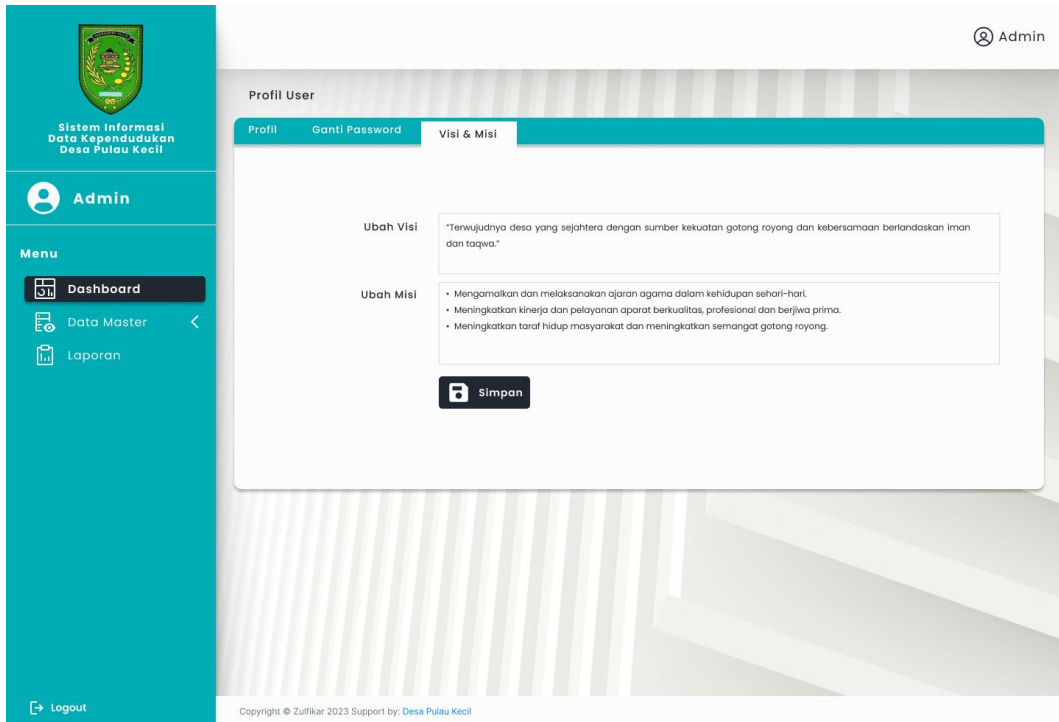 Admin
Sistem Informasi
Data Kependudukan
Desa Pulau Kecil
Admin
Menu
Dashboard
Data Master
Laporan
Logout
Profil User
Profil
Ganti Password
Visi & Misi
Ubah Visi
"Terwujudnya desa yang sejahtera dengan sumber kekuatan gotong royong dan kebersamaan berlandaskan iman
dan taqwa."
Ubah Misi
• Mengamalkan dan melaksanakan ajaran agama dalam kehidupan sehari-hari.
• Meningkatkan kinerja dan pelayanan aparat berkualitas, profesional dan berjiwa prima.
• Meningkatkan taraf hidup masyarakat dan meningkatkan semangat gotong royong.
Simpan
Copyright © Zulfikar 2023 Support by: Desa Pulau Kecil